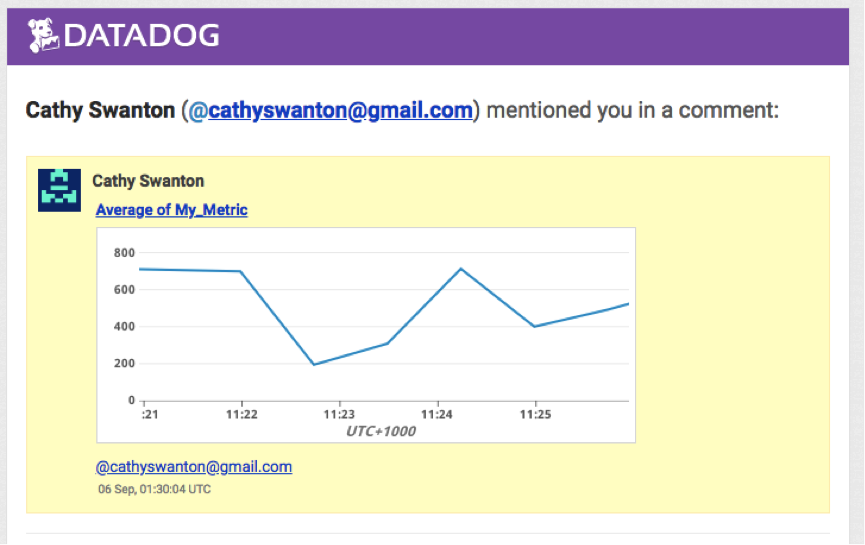 DATADOG
Cathy Swanton (@cathyswanton@gmail.com) mentioned you in a comment:
Cathy Swanton
Average of My_Metric
800
600
400
200
0
:21 11:22 11:23 11:24 11:25
UTC+1000
@cathyswanton@gmail.com
06 Sep, 01:30:04 UTC